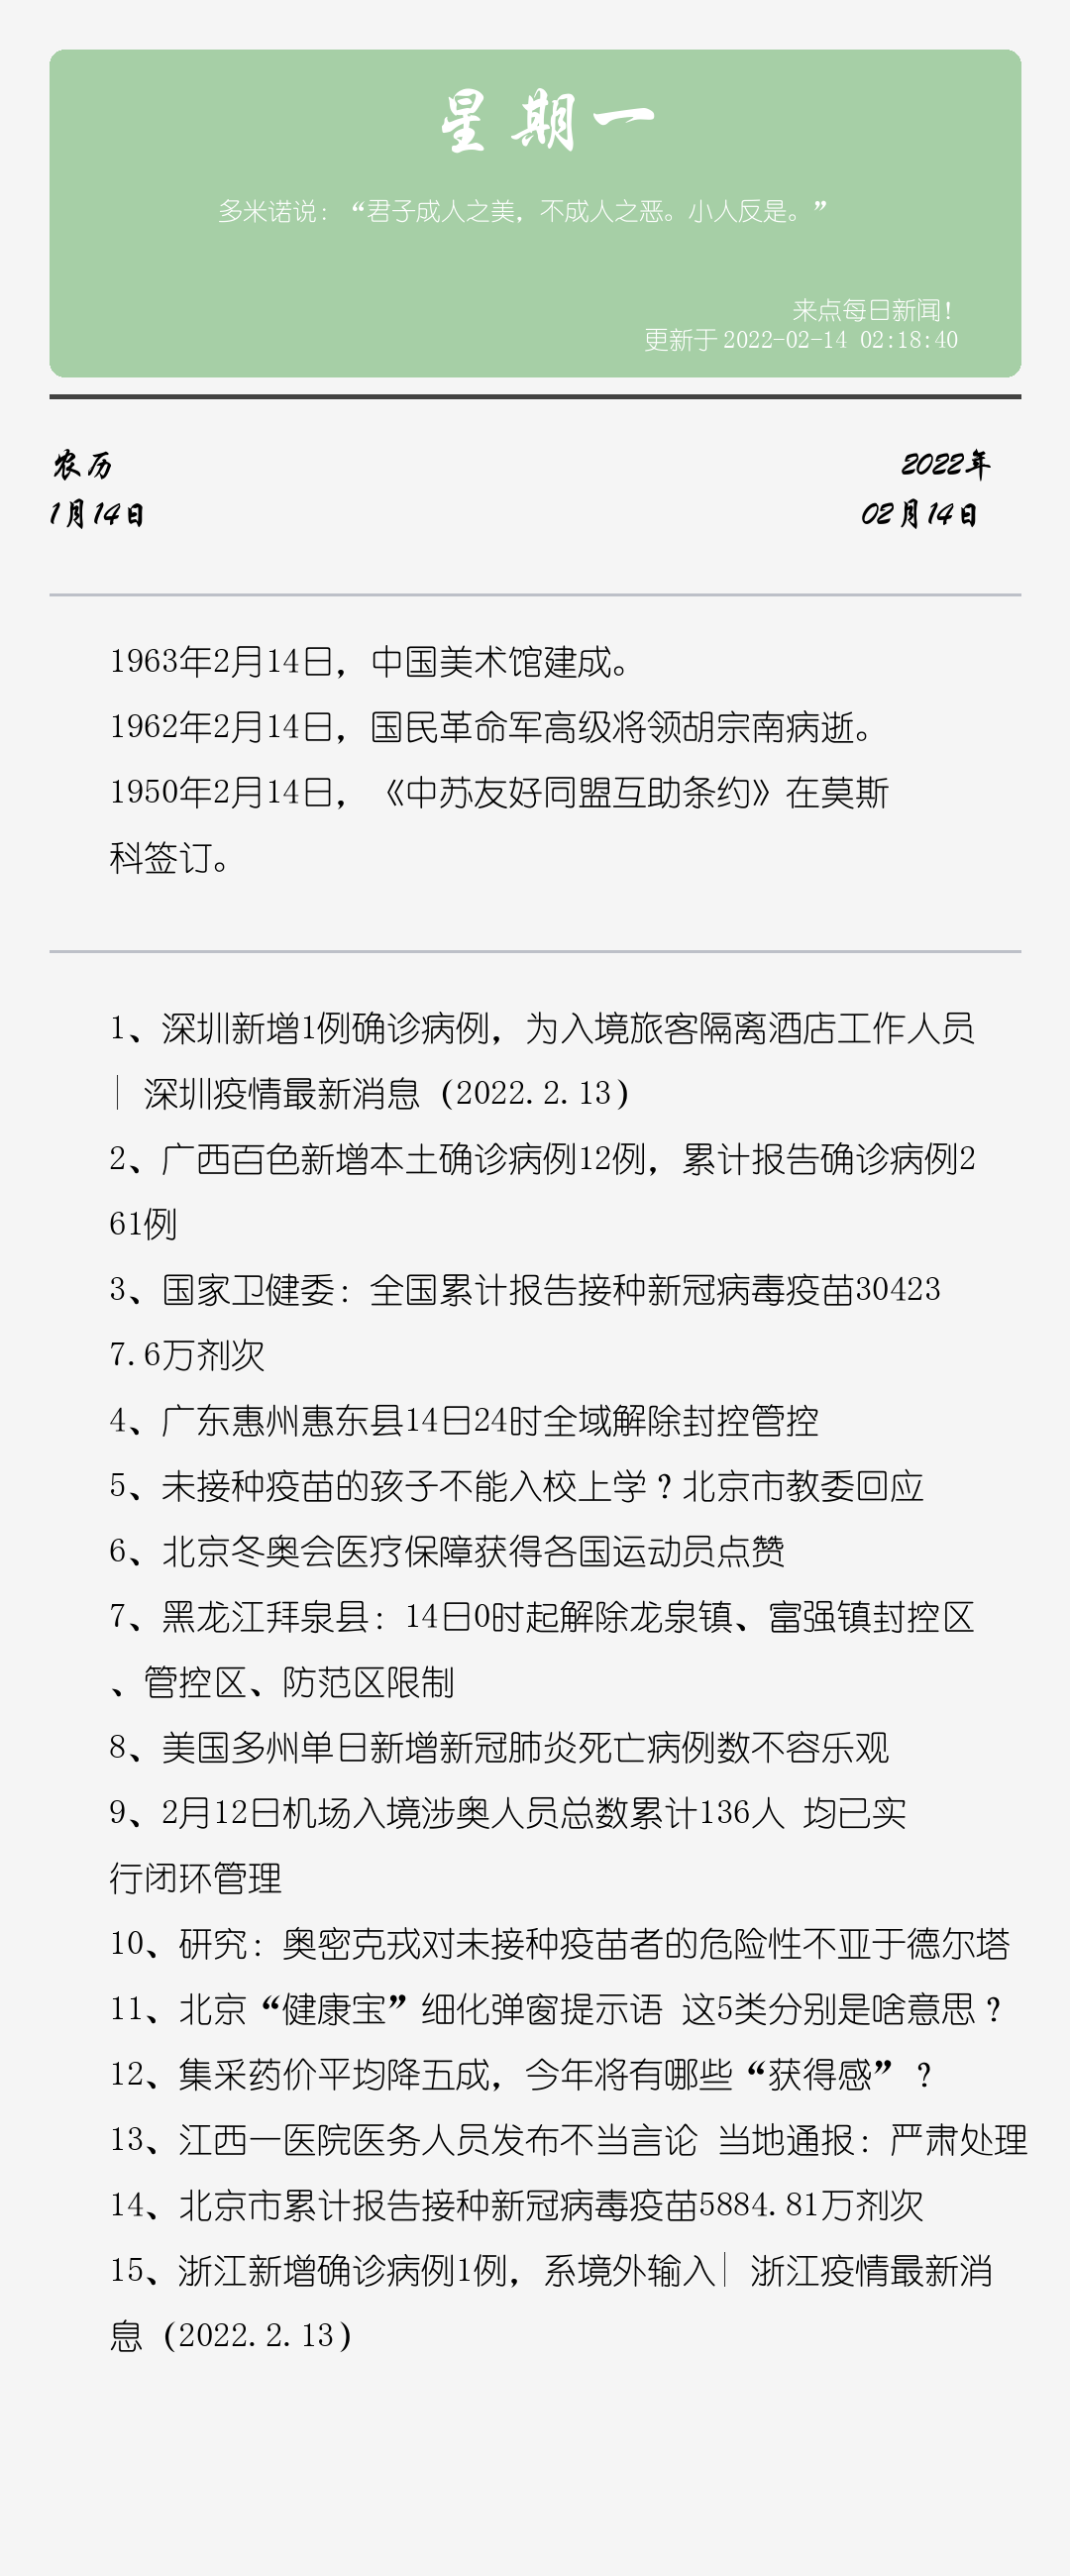 星期一
多米诺说：“君子成人之美，不成人之恶。小人反是。”
来点每日新闻！
更新于 2022-02-14 02:18:40
农历
2022年
1月14日
02月14日
1963年2月14日，中国美术馆建成。
1962年2月14日，国民革命军高级将领胡宗南病逝。
1950年2月14日，《中苏友好同盟互助条约》在莫斯
科签订。
1、深圳新增1例确诊病例，为入境旅客隔离酒店工作人员
| 深圳疫情最新消息（2022.2.13）
2、广西百色新增本土确诊病例12例，累计报告确诊病例2
61例
3、国家卫健委：全国累计报告接种新冠病毒疫苗30423
7.6万剂次
4、广东惠州惠东县14日24时全域解除封控管控
5、未接种疫苗的孩子不能入校上学？北京市教委回应
6、北京冬奥会医疗保障获得各国运动员点赞
7、黑龙江拜泉县：14日0时起解除龙泉镇、富强镇封控区
、管控区、防范区限制
8、美国多州单日新增新冠肺炎死亡病例数不容乐观
9、2月12日机场入境涉奥人员总数累计136人 均已实
行闭环管理
10、研究：奥密克戎对未接种疫苗者的危险性不亚于德尔塔
11、北京“健康宝”细化弹窗提示语 这5类分别是啥意思？
12、集采药价平均降五成，今年将有哪些“获得感”？
13、江西一医院医务人员发布不当言论 当地通报：严肃处理
14、北京市累计报告接种新冠病毒疫苗5884.81万剂次
15、浙江新增确诊病例1例，系境外输入| 浙江疫情最新消
息（2022.2.13）